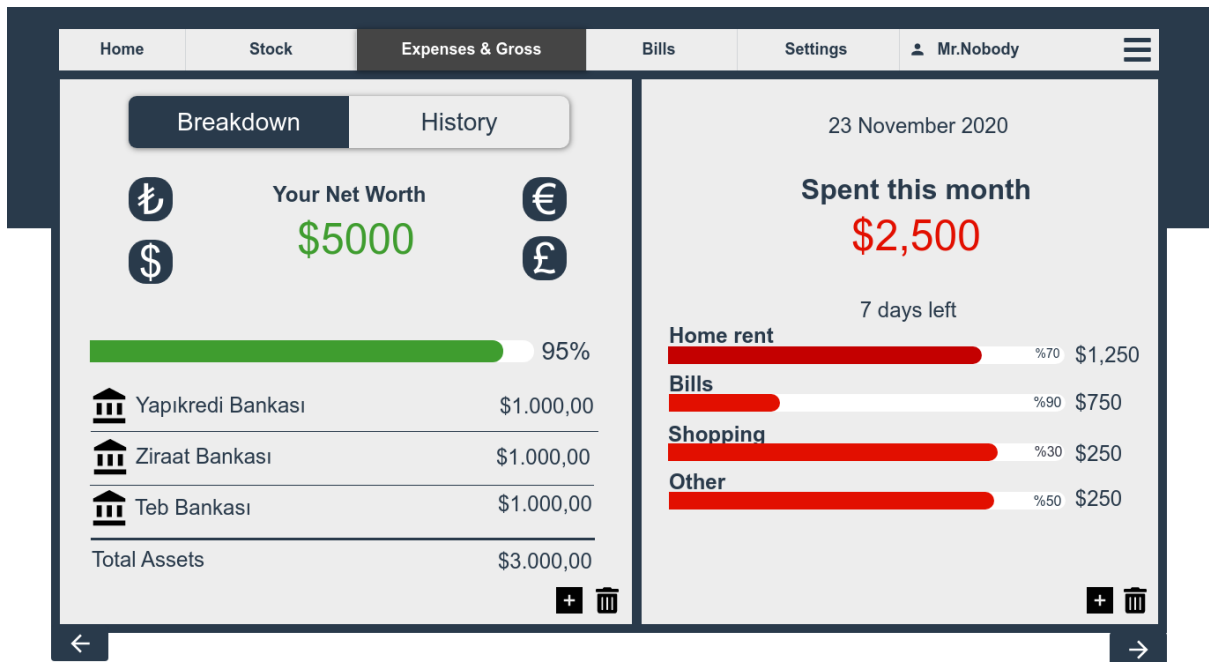 Home Stock Expenses & Gross Bills Settings Mr.Nobody
Breakdown History
₺ Your Net Worth €
$5000
$ £
95%
Yapıkredi Bankası $1.000,00
Ziraat Bankası $1.000,00
Teb Bankası $1.000,00
Total Assets $3.000,00
23 November 2020
Spent this month
$2,500
7 days left
Home rent
%70 $1,250
Bills
%90 $750
Shopping
%30 $250
Other
%50 $250